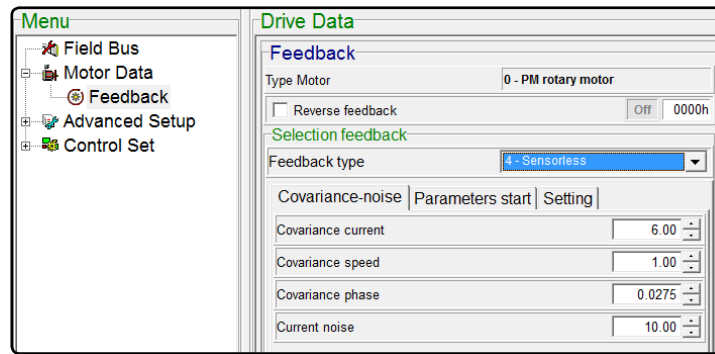 Menu
Field Bus
Motor Data
Feedback
Advanced Setup
Control Set
Drive Data
Feedback
Type Motor 0 - PM rotary motor
Reverse feedback Off 0000h
Selection feedback
Feedback type 4 - Sensorless
Covariance-noise Parameters start Setting
Covariance current 6.00
Covariance speed 1.00
Covariance phase 0.0275
Current noise 10.00